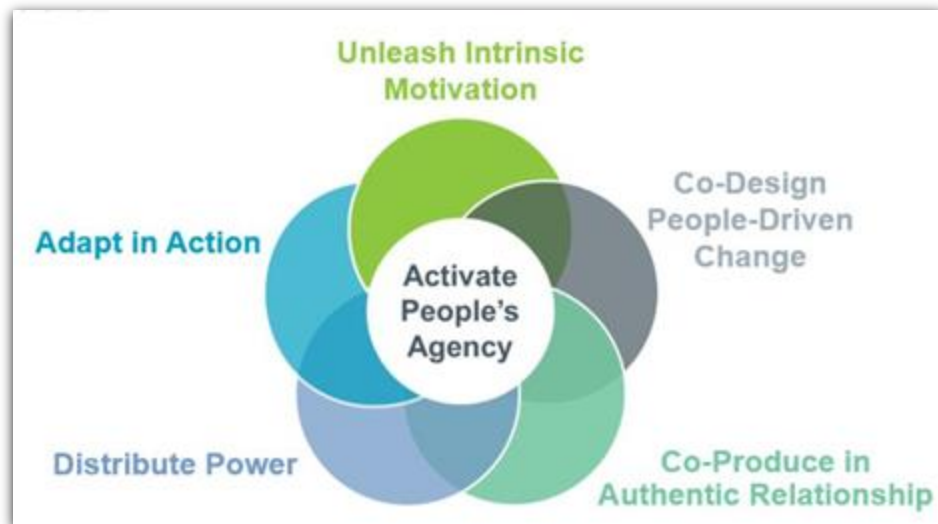 Unleash Intrinsic
Motivation
Co-Design
People-Driven
Change
Adapt in Action
Activate
People's
Agency
Distribute Power
Co-Produce in
Authentic Relationship